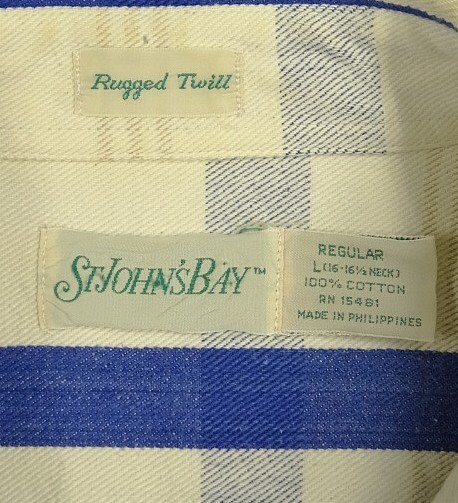 Rugged Twill
ST. JOHN'S BAY™
REGULAR
L (16-16½ NECK)
100% COTTON
RN 15481
MADE IN PHILIPPINES